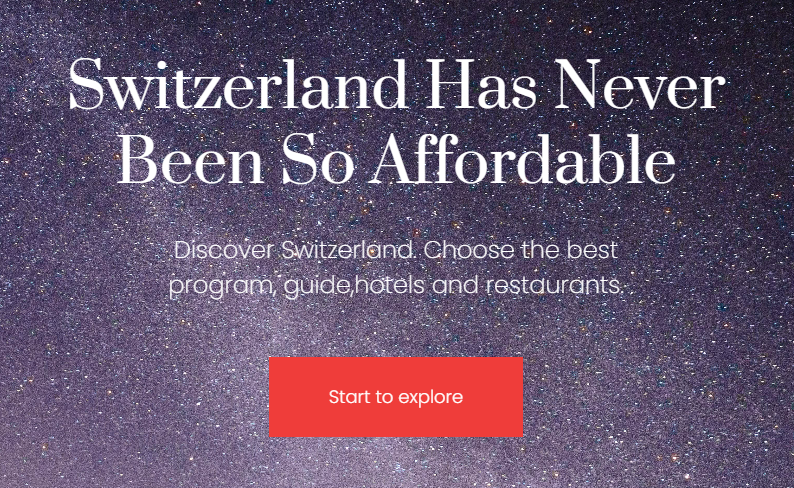 Switzerland Has Never
Been So Affordable
Discover Switzerland. Choose the best
program, guide,hotels and restaurants.
Start to explore